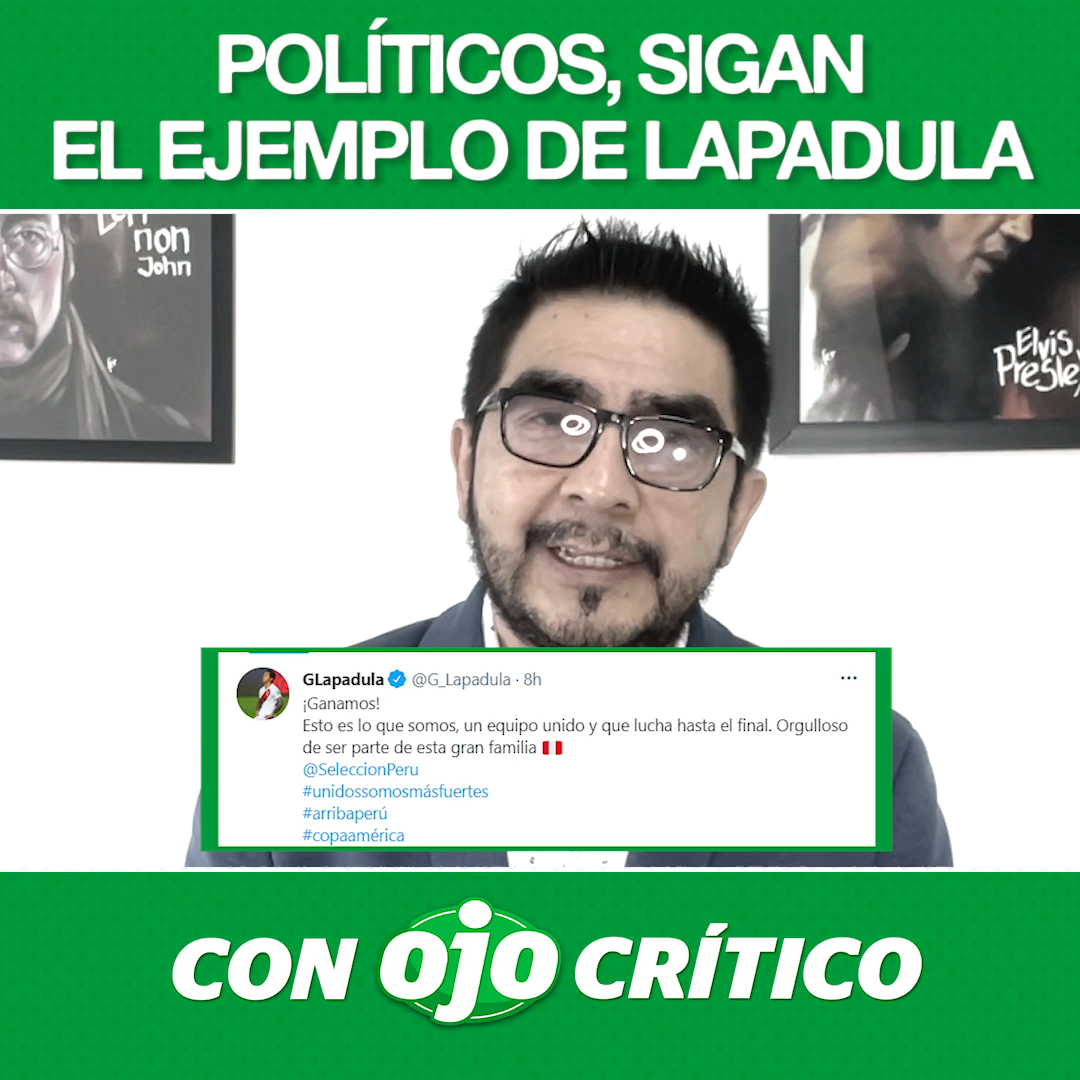 POLÍTICOS, SIGAN
EL EJEMPLO DE LAPADULA
Len
non
John
Elvis
Presley
GLapadula @G_Lapadula · 8h
¡Ganamos!
Esto es lo que somos, un equipo unido y que lucha hasta el final. Orgulloso
de ser parte de esta gran familia 🇵🇪
@SeleccionPeru
#unidossomosmásfuertes
#arribaperú
#copaamérica
CON ojo CRÍTICO